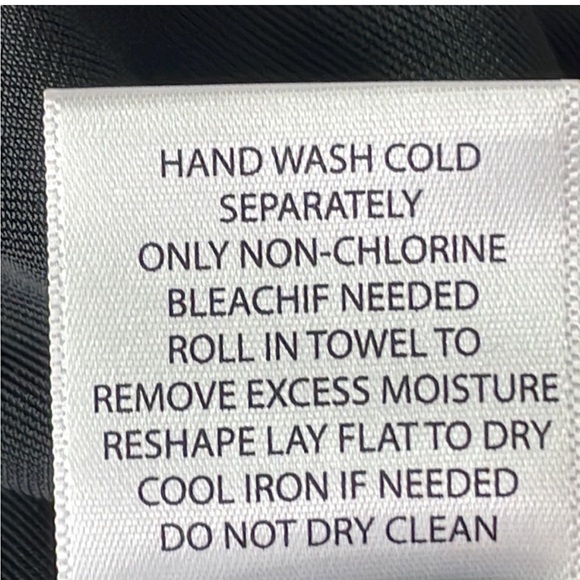 HAND WASH COLD
SEPARATELY
ONLY NON-CHLORINE
BLEACHIF NEEDED
ROLL IN TOWEL TO
REMOVE EXCESS MOISTURE
RESHAPE LAY FLAT TO DRY
COOL IRON IF NEEDED
DO NOT DRY CLEAN